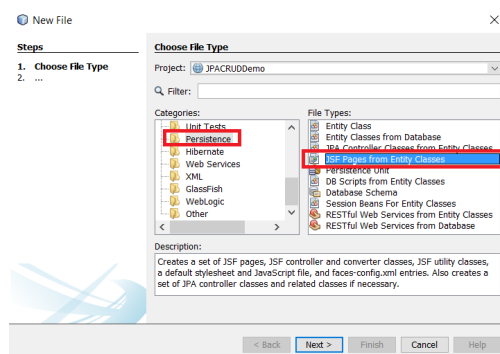 New File
Steps
1. Choose File Type
2. ...
Choose File Type
Project: JPACRUDDemo
Filter:
Categories:
Unit Tests
Persistence
Hibernate
Web Services
XML
GlassFish
WebLogic
Other
File Types:
Entity Class
Entity Classes from Database
JPA Controller Classes from Entity Classes
JSF Pages from Entity Classes
Persistence Unit
DB Scripts from Entity Classes
Database Schema
Session Beans For Entity Classes
RESTful Web Services from Entity Classes
RESTful Web Services from Database
Description:
Creates a set of JSF pages, JSF controller and converter classes, JSF utility classes,
a default stylesheet and JavaScript file, and faces-config.xml entries. Also creates a
set of JPA controller classes and related classes if necessary.
< Back Next > Finish Cancel Help